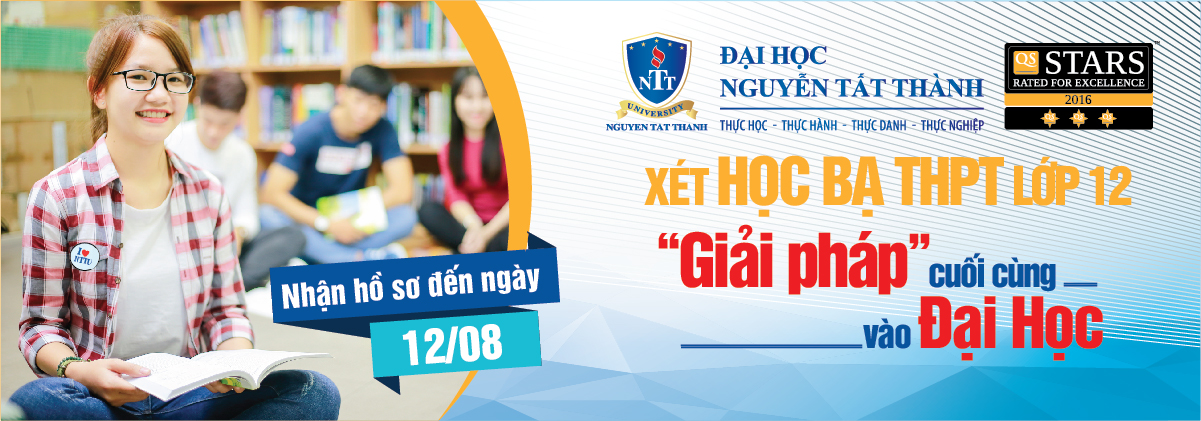 I ❤ NTTU
Nhận hồ sơ đến ngày
12/08
NTT
UNIVERSITY
NGUYEN TAT THANH
ĐẠI HỌC
NGUYỄN TẤT THÀNH
THỰC HỌC - THỰC HÀNH - THỰC DANH - THỰC NGHIỆP
QS STARS
RATED FOR EXCELLENCE
2016
XÉT HỌC BẠ THPT LỚP 12
“Giải pháp” cuối cùng
vào Đại Học